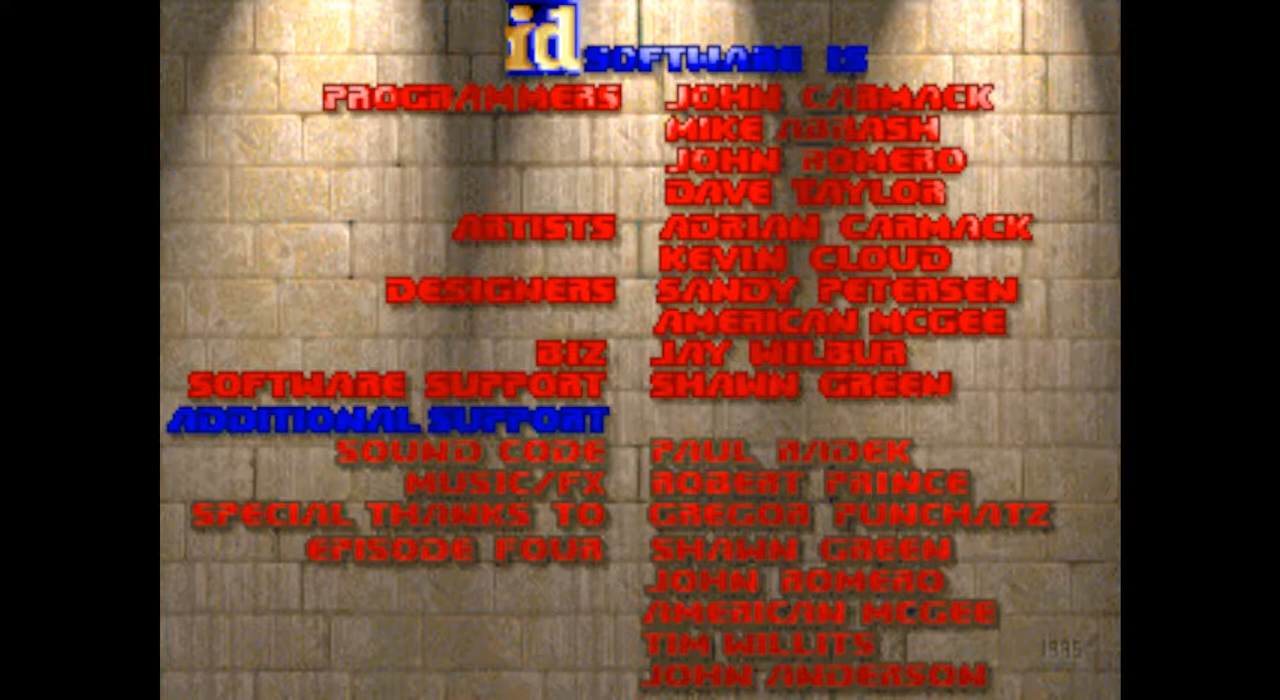 id SOFTWARE IS
PROGRAMMERS JOHN CARMACK
MIKE ABRASH
JOHN ROMERO
DAVE TAYLOR
ARTISTS ADRIAN CARMACK
KEVIN CLOUD
DESIGNERS SANDY PETERSEN
AMERICAN MCGEE
BIZ JAY WILBUR
SOFTWARE SUPPORT SHAWN GREEN
ADDITIONAL SUPPORT
SOUND CODE PAUL RADEK
MUSIC/FX ROBERT PRINCE
SPECIAL THANKS TO GREGOR PUNCHATZ
EPISODE FOUR SHAWN GREEN
JOHN ROMERO
AMERICAN MCGEE
TIM WILLITS
1995
JOHN ANDERSON